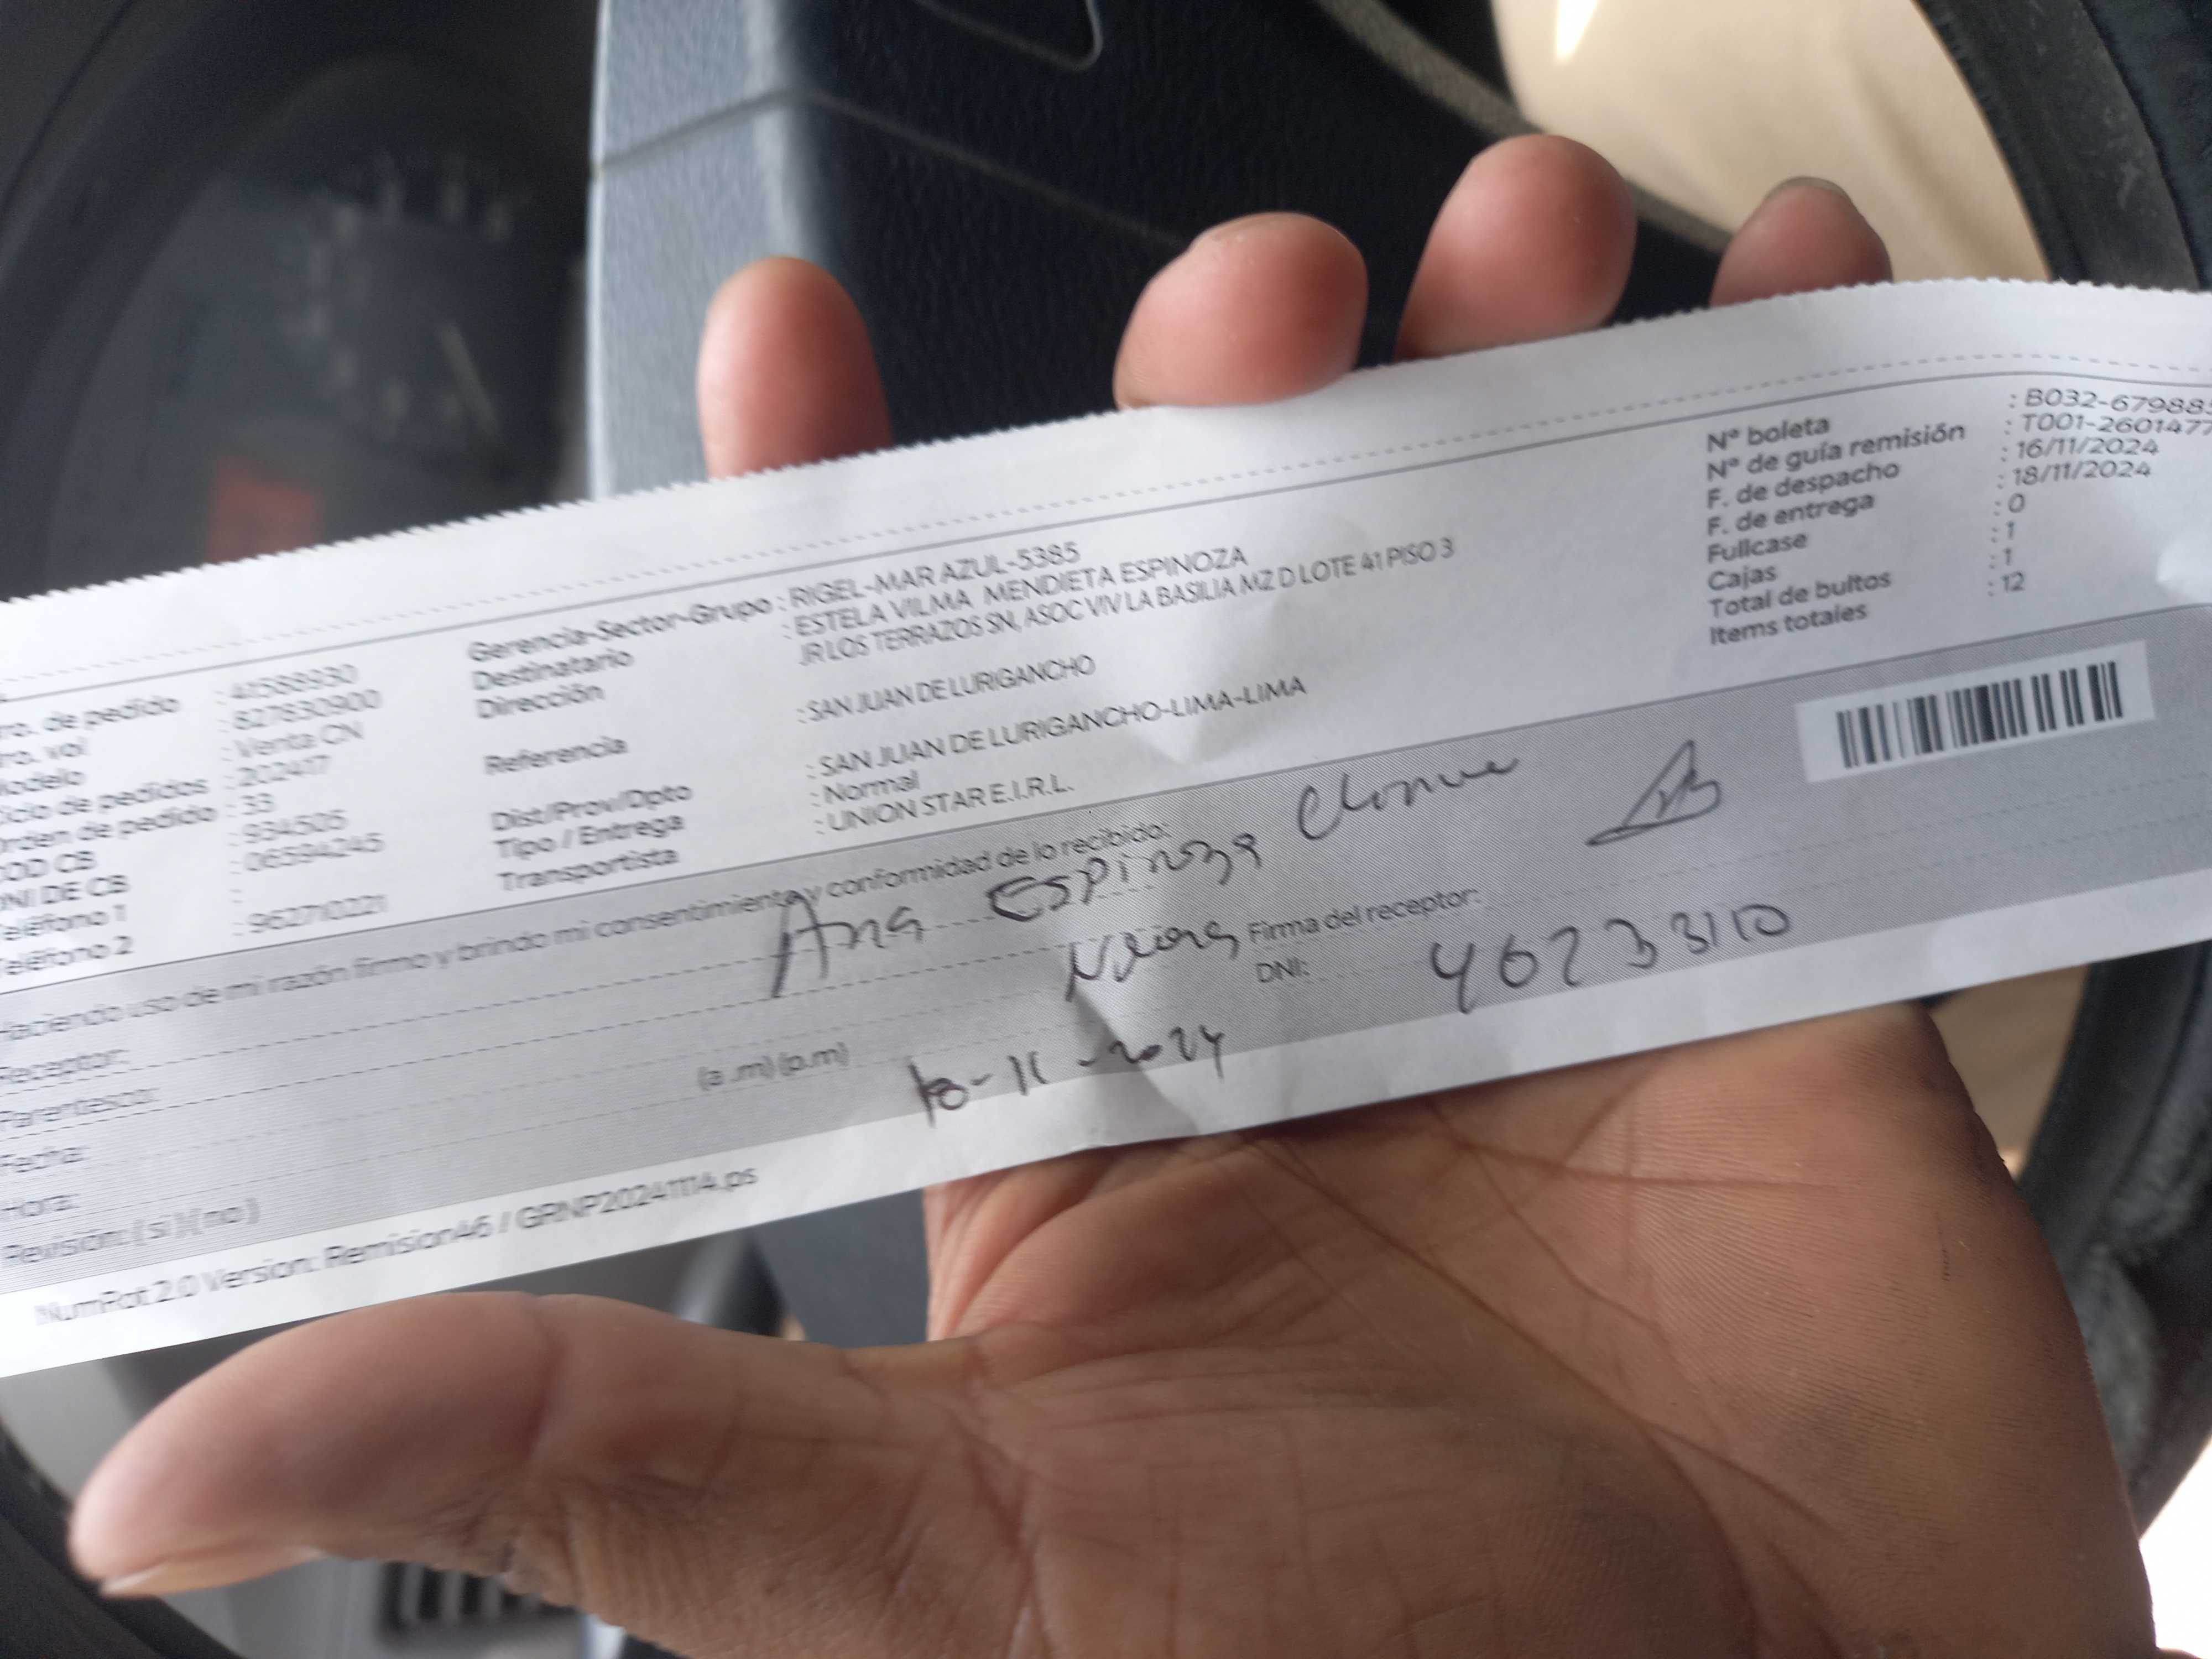 Nº boleta : B032-67988
Nº de guía remisión : T001-2601477
F. de despacho : 16/11/2024
F. de entrega : 18/11/2024
Fullcase : 0
Cajas : 1
Total de bultos : 1
Items totales : 12
Gerencia-Sector-Grupo : RIGEL-MAR AZUL-5385
Destinatario : ESTELA VILMA MENDIETA ESPINOZA
Dirección JR LOS TERRAZOS SN, ASOC VIV LA BASILIA MZ D LOTE 41 PISO 3
: SAN JUAN DE LURIGANCHO
Referencia
Dist/Prov/Dpto : SAN JUAN DE LURIGANCHO-LIMA-LIMA
Tipo / Entrega : Normal
Transportista : UNION STAR E.I.R.L.
ro. de pedido : 41588930
ro. vol : 827830900
Modelo : Venta CN
Ciclo de pedidos : 202417
Orden de pedido : 33
COD CB : 934505
DNI DE CB : 06594245
Teléfono 1 :
Teléfono 2 : 962710221
Haciendo uso de mi razón firmo y brindo mi consentimiento y conformidad de lo recibido:
Receptor: Ana Espinoza
Parentesco: Firma del receptor:
Fecha: DNI: 46233110
Hora: (a .m) (p.m) 18-11-2024
Revisión: ( si ) ( no )
NumRot 2.0 Version: Remision46 / GRNP20241114.ps